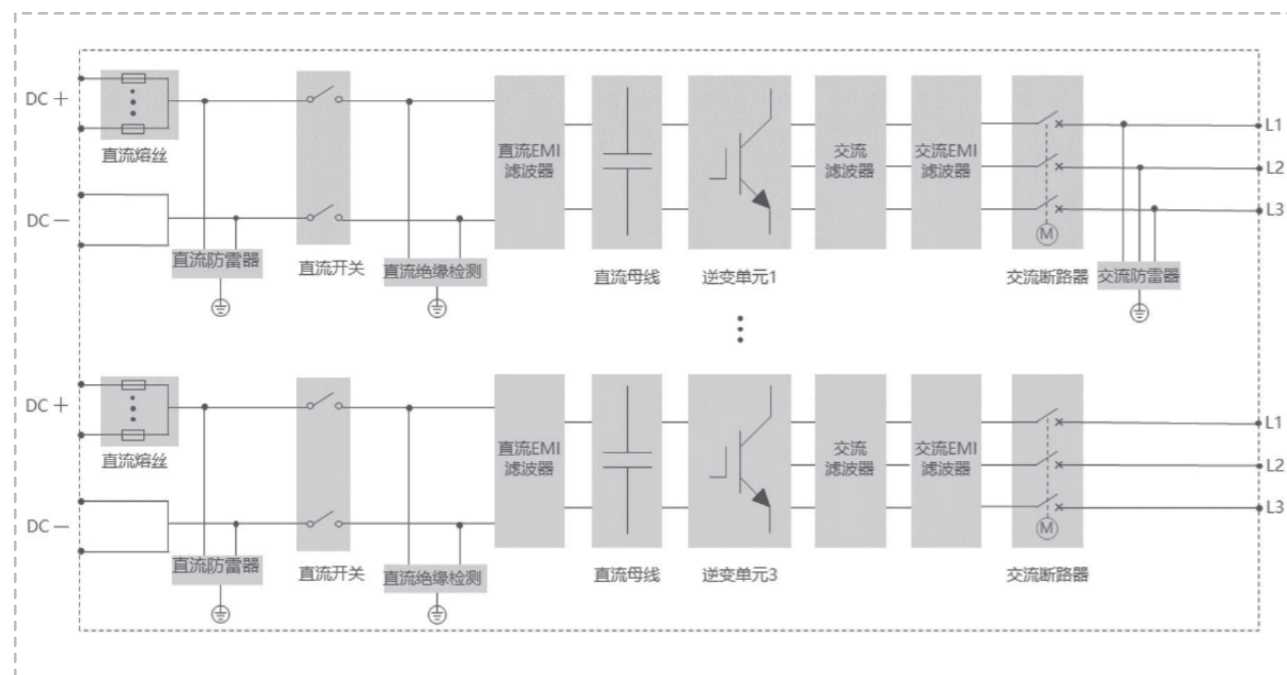 DC +
直流熔丝
DC —
直流防雷器
直流开关
直流绝缘检测
直流EMI
滤波器
直流母线
逆变单元1
交流
滤波器
交流EMI
滤波器
M
交流断路器
交流防雷器
L1
L2
L3
DC +
直流熔丝
DC —
直流防雷器
直流开关
直流绝缘检测
直流EMI
滤波器
直流母线
逆变单元3
交流
滤波器
交流EMI
滤波器
M
交流断路器
L1
L2
L3